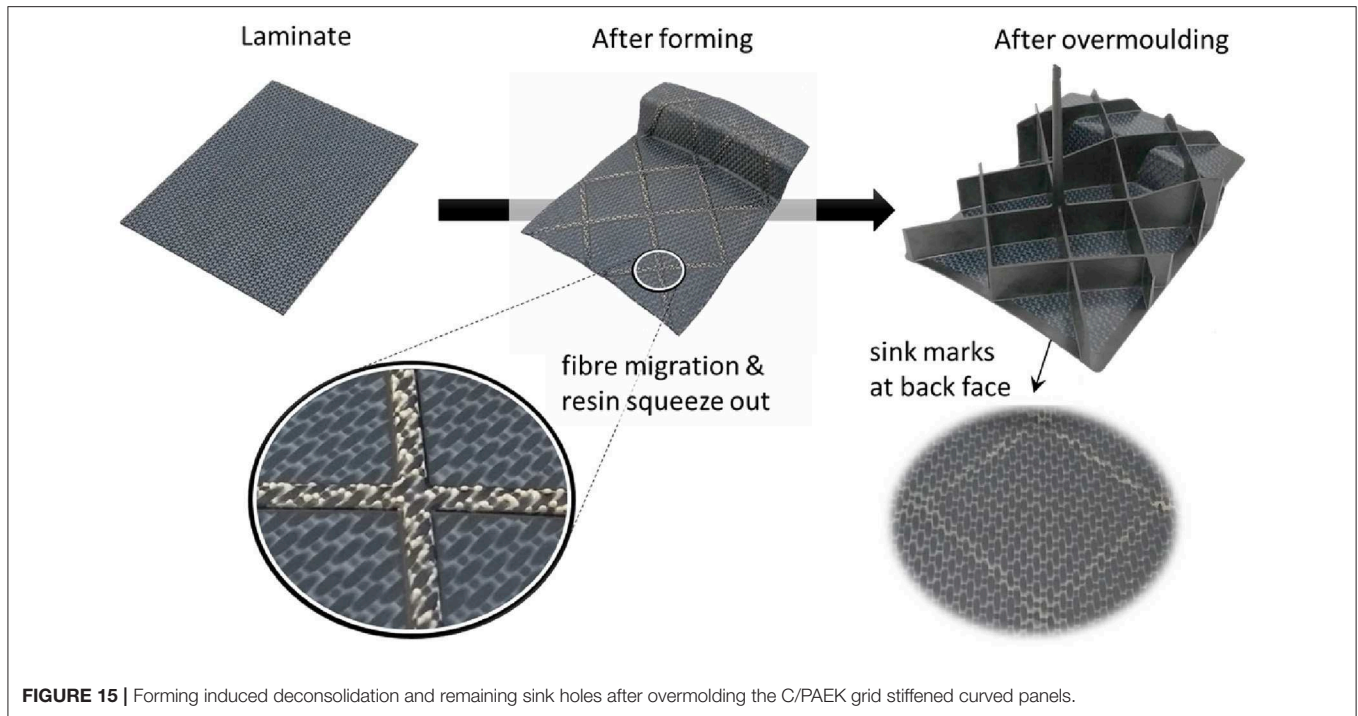 Laminate
After forming
After overmoulding
fibre migration &
resin squeeze out
sink marks
at back face
FIGURE 15 | Forming induced deconsolidation and remaining sink holes after overmolding the C/PAEK grid stiffened curved panels.